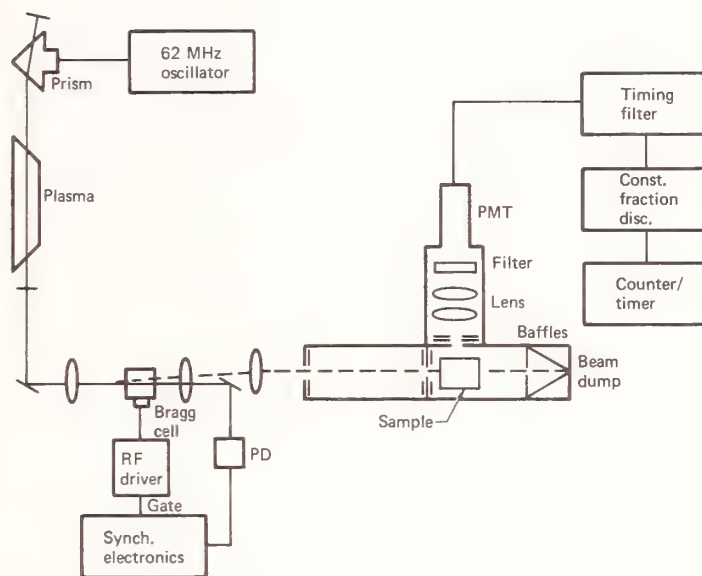 62 MHz
oscillator
Prism
Timing
filter
Plasma
Const.
fraction
disc.
PMT
Filter
Counter/
timer
Lens
Baffles
Beam
dump
Bragg
cell
Sample
PD
RF
driver
Gate
Synch.
electronics